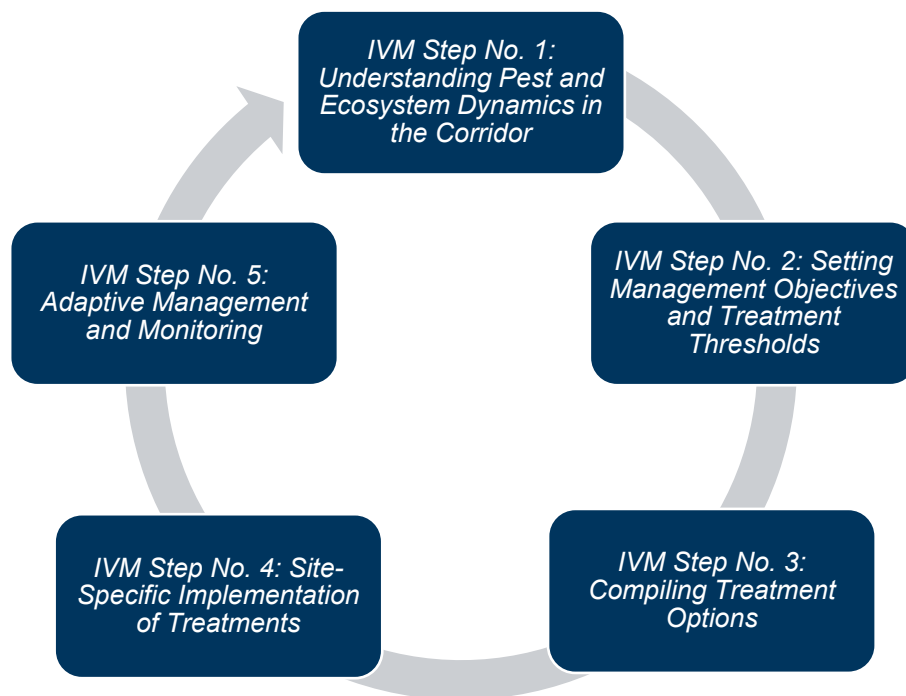 IVM Step No. 1:
Understanding Pest and
Ecosystem Dynamics in
the Corridor
IVM Step No. 2: Setting
Management Objectives
and Treatment
Thresholds
IVM Step No. 3:
Compiling Treatment
Options
IVM Step No. 4: Site-
Specific Implementation
of Treatments
IVM Step No. 5:
Adaptive Management
and Monitoring